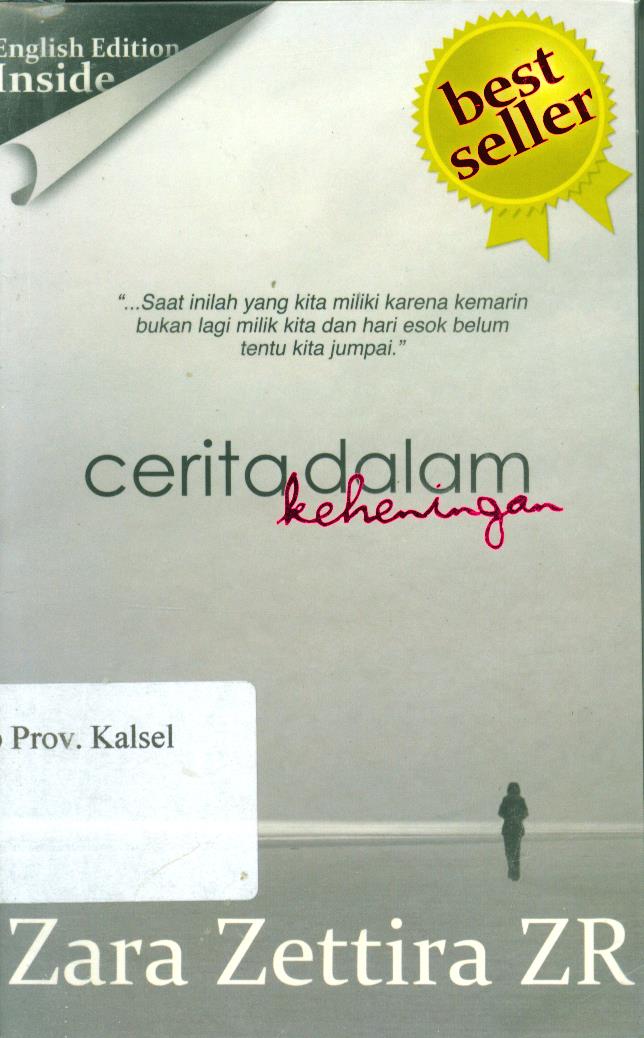 English Edition
Inside
best
seller
“...Saat inilah yang kita miliki karena kemarin
bukan lagi milik kita dan hari esok belum
tentu kita jumpai.”
cerita dalam
keheningan
Prov. Kalsel
Zara Zettira ZR